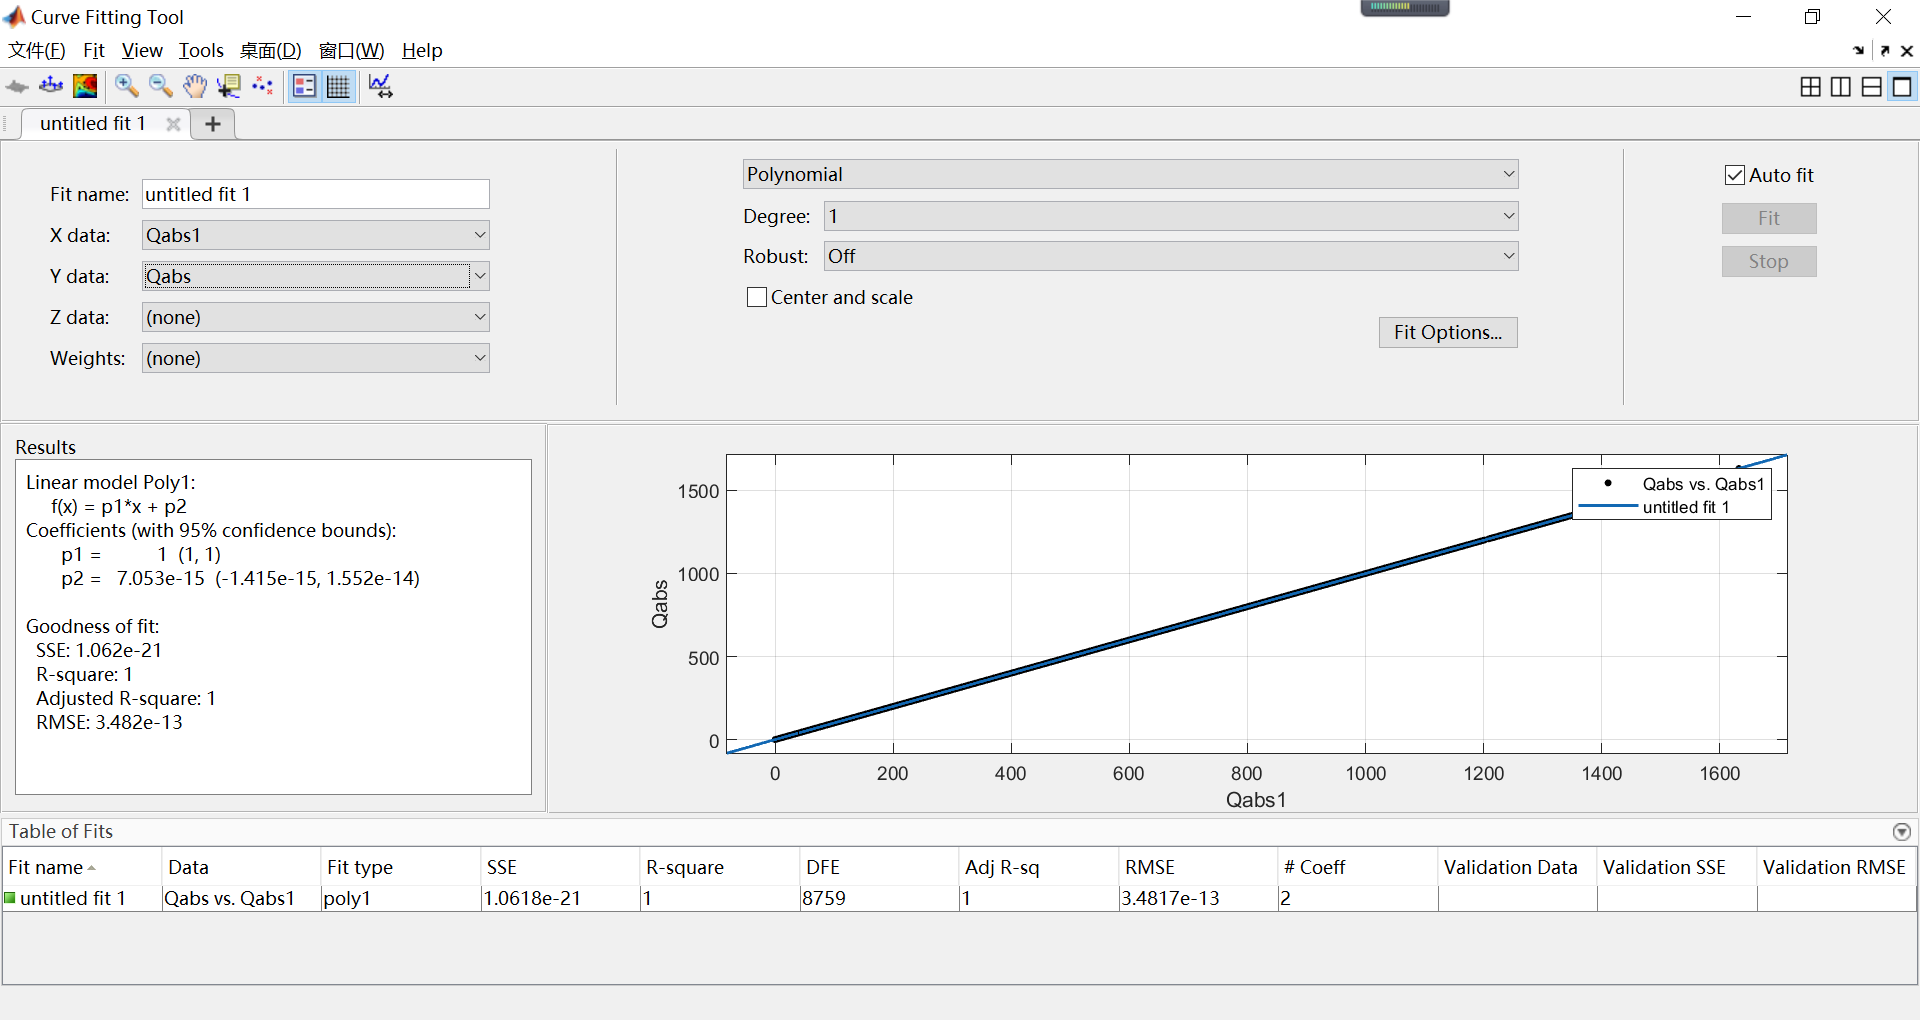 Curve Fitting Tool
文件(F) Fit View Tools 桌面(D) 窗口(W) Help
untitled fit 1
Fit name: untitled fit 1
X data: Qabs1
Y data: Qabs
Z data: (none)
Weights: (none)
Polynomial
Degree: 1
Robust: Off
Center and scale
Fit Options...
Auto fit
Fit
Stop
Results
Linear model Poly1:
f(x) = p1*x + p2
Coefficients (with 95% confidence bounds):
p1 = 1 (1, 1)
p2 = 7.053e-15 (-1.415e-15, 1.552e-14)
Goodness of fit:
SSE: 1.062e-21
R-square: 1
Adjusted R-square: 1
RMSE: 3.482e-13
Qabs
1500
1000
500
0
0 200 400 600 800 1000 1200 1400 1600
Qabs1
Qabs vs. Qabs1
untitled fit 1
Table of Fits
Fit name Data Fit type SSE R-square DFE Adj R-sq RMSE # Coeff Validation Data Validation SSE Validation RMSE
untitled fit 1 Qabs vs. Qabs1 poly1 1.0618e-21 1 8759 1 3.4817e-13 2